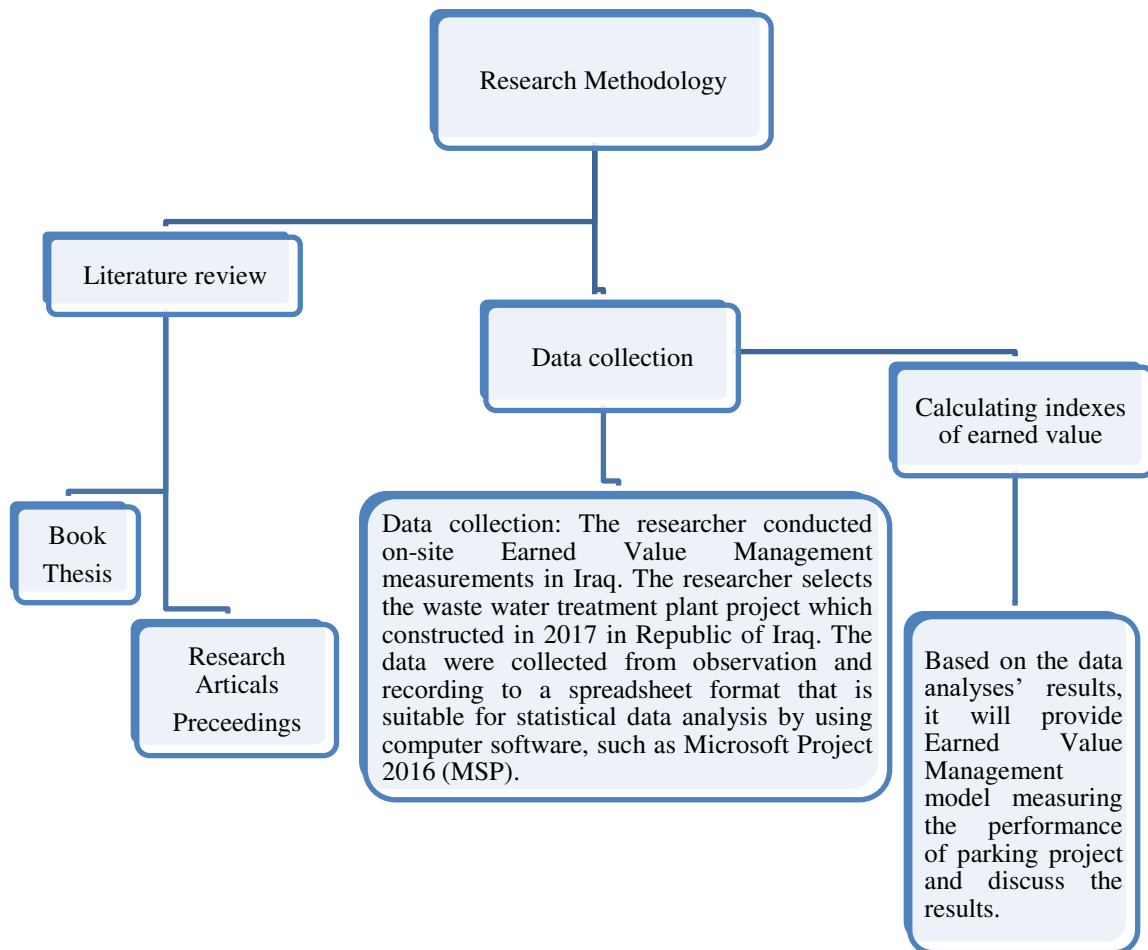 Research Methodology
Literature review
Data collection
Calculating indexes
of earned value
Book
Thesis
Research
Articals
Preceedings
Data collection: The researcher conducted
on-site Earned Value Management
measurements in Iraq. The researcher selects
the waste water treatment plant project which
constructed in 2017 in Republic of Iraq. The
data were collected from observation and
recording to a spreadsheet format that is
suitable for statistical data analysis by using
computer software, such as Microsoft Project
2016 (MSP).
Based on the data
analyses’ results,
it will provide
Earned Value
Management
model measuring
the performance
of parking project
and discuss the
results.